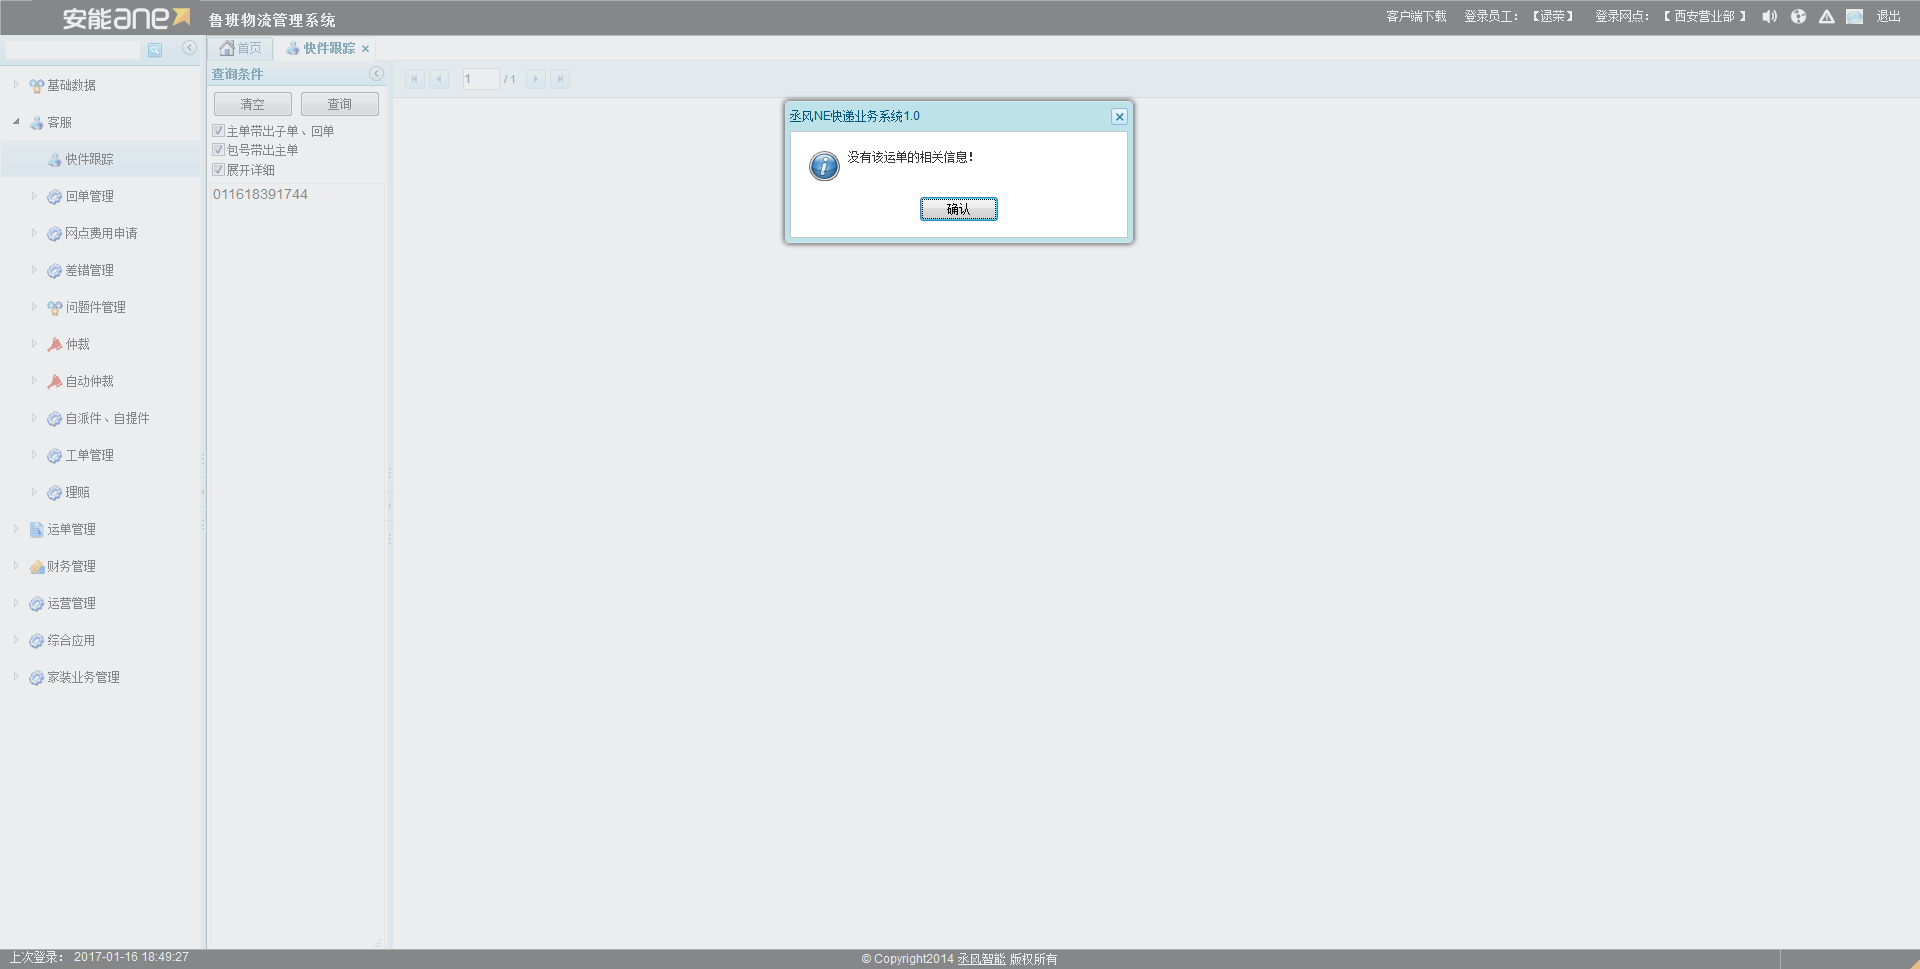 安能ane 鲁班物流管理系统 客户端下载 登录员工：【逯荣】 登录网点：【 西安营业部 】 退出
首页 快件跟踪
基础数据
客服
快件跟踪
回单管理
网点费用申请
差错管理
问题件管理
仲裁
自动仲裁
自派件、自提件
工单管理
理赔
运单管理
财务管理
运营管理
综合应用
家装业务管理
查询条件
清空 查询
主单带出子单、回单
包号带出主单
展开详细
011618391744
1 / 1
丞风NE快递业务系统1.0
没有该运单的相关信息!
确认
上次登录： 2017-01-16 18:49:27
© Copyright2014 丞风智能 版权所有